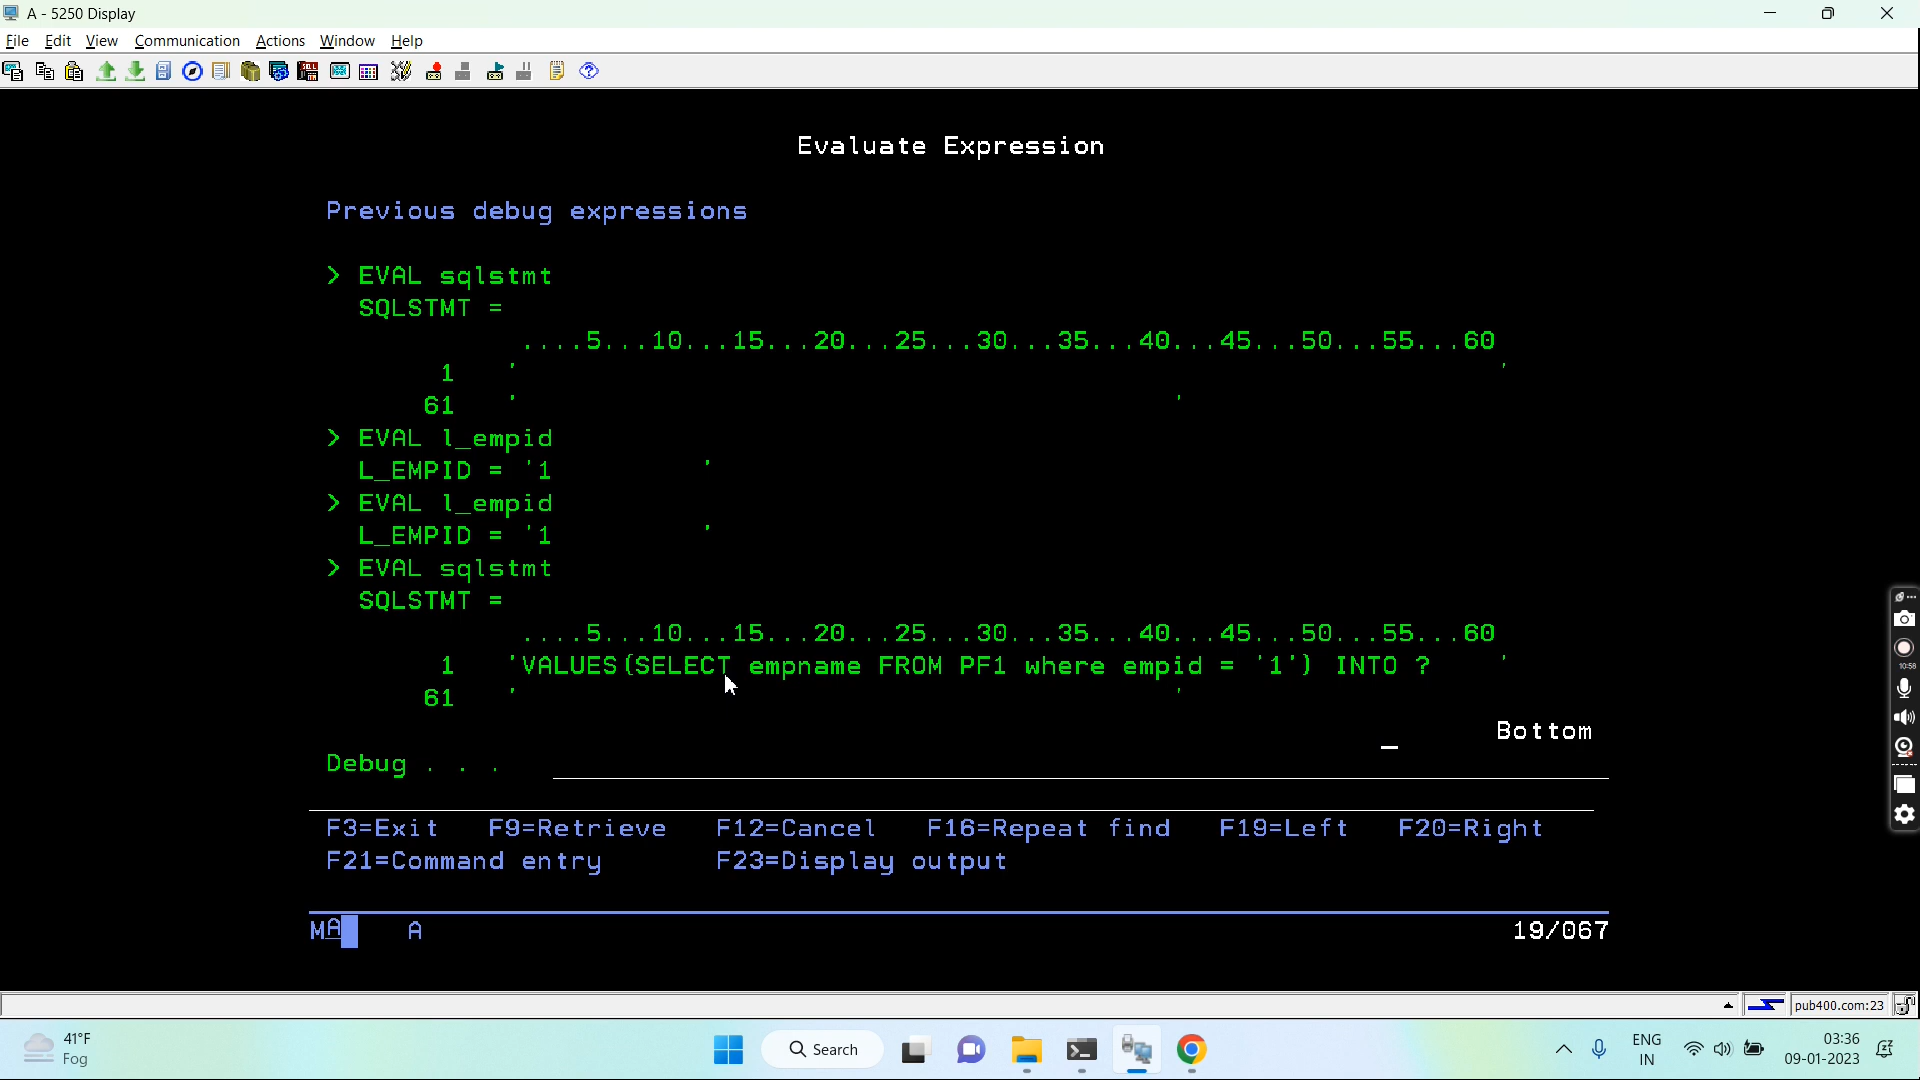 A - 5250 Display
File Edit View Communication Actions Window Help
Evaluate Expression
Previous debug expressions
> EVAL sqlstmt
SQLSTMT =
....5...10...15...20...25...30...35...40...45...50...55...60
1 ' '
61 ' '
> EVAL l_empid
L_EMPID = '1 '
> EVAL l_empid
L_EMPID = '1 '
> EVAL sqlstmt
SQLSTMT =
....5...10...15...20...25...30...35...40...45...50...55...60
1 'VALUES(SELECT empname FROM PF1 where empid = '1') INTO ? '
61 ' '
Bottom
Debug . . .
F3=Exit F9=Retrieve F12=Cancel F16=Repeat find F19=Left F20=Right
F21=Command entry F23=Display output
MA A 19/067
10:58
pub400.com:23
41°F
Fog
Search
ENG
IN
03:36
09-01-2023